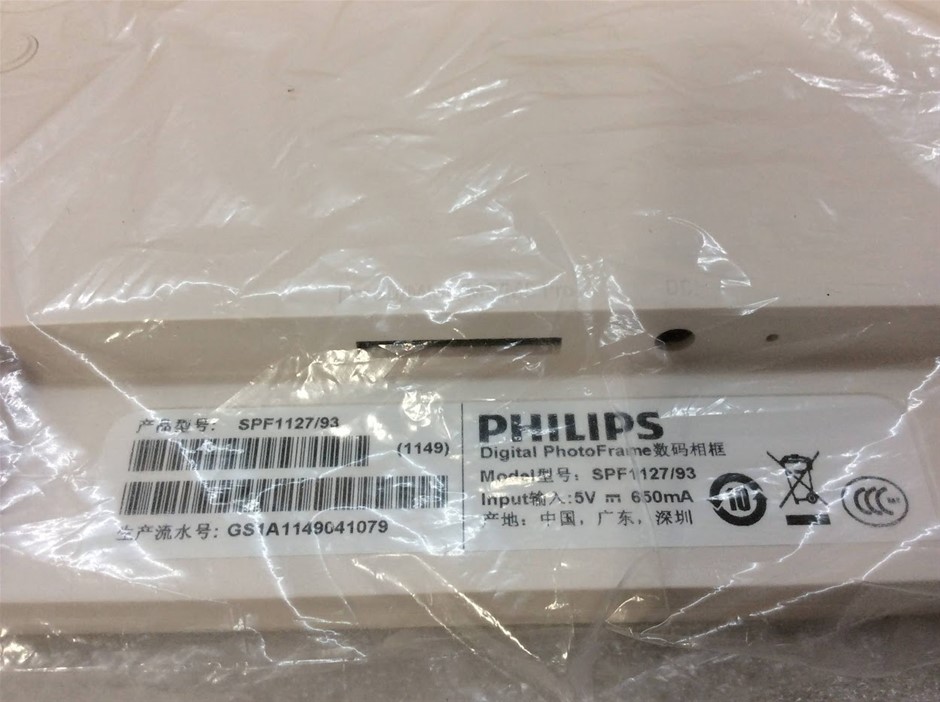 产品型号: SPF1127/93
(1149)
生产流水号: GS1A1149041079
PHILIPS
Digital PhotoFrame数码相框
Model型号: SPF1127/93
Input输入:5V ⎓ 650mA
产地: 中国, 广东, 深圳
10
CCC